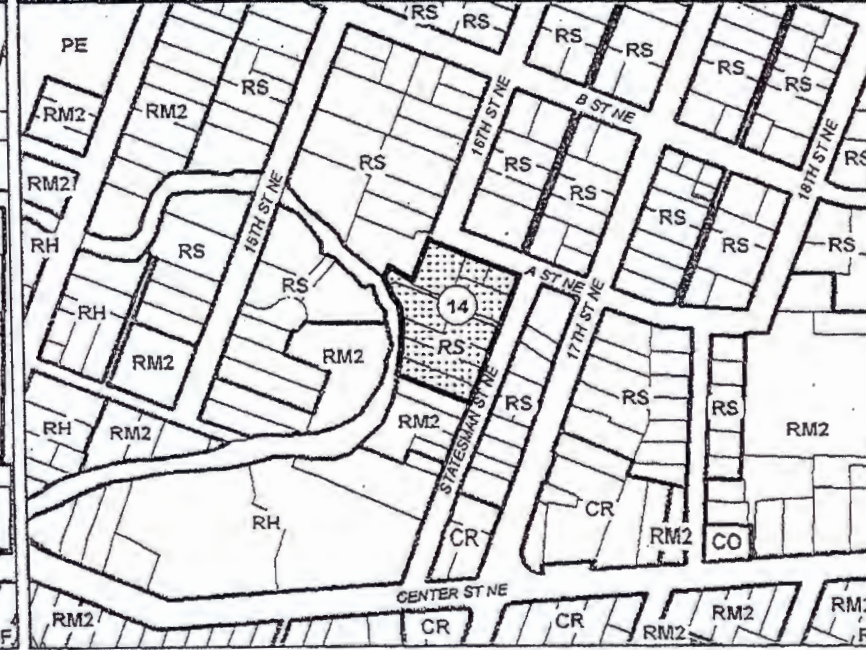 RS
RS
PE
RS
RS
RS
RS
RS
RM2
RM2
B ST NE
16TH ST NE
18TH ST NE
RS
RS
RS
RM2
RS
15TH ST NE
RS
RS
RH
RS
RS
RS
A ST NE
RH
14
17TH ST NE
RS
RM2
RM2
STATESMAN ST NE
RS
RS
RS
RM2
RH
RM2
RM2
CR
RH
CR
RM2
CO
CENTER ST NE
RM2
CR
CR
RM2
RM2
RM2
F